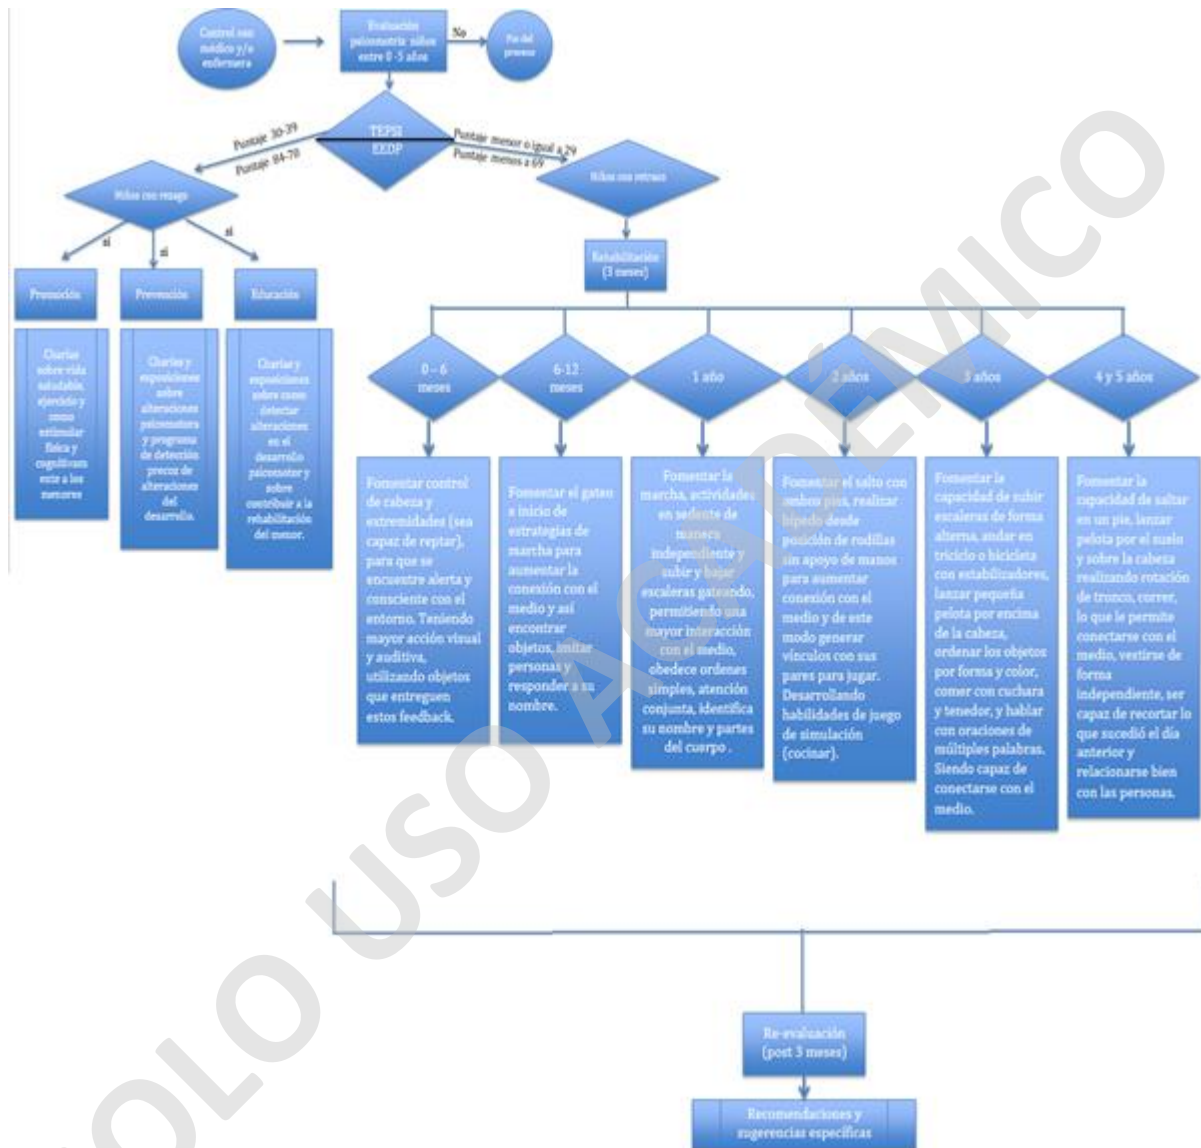 Control con
médico y/o
enfermera
Evaluación
psicomotriz niños
entre 0 -5 años
No
Fin del
proceso
TEPSI
EEDP
Puntaje 30-39
Puntaje 84-70
Puntaje menor o igual a 29
Puntaje menos a 69
Niños con rezago
Niños con retraso
si
si
si
Rehabilitación
(3 meses)
Promoción
Prevención
Educación
Charlas
sobre vida
saludable,
ejercicio y
como
estimular
física y
cognitivam
ente a los
menores
Charlas y
exposiciones
sobre
alteraciones
psicomotora
y programa
de detección
precoz de
alteraciones
del
desarrollo.
Charlas y
exposiciones
sobre como
detectar
alteraciones
en el
desarrollo
psicomotor y
sobre
contribuir a la
rehabilitación
del menor.
0 – 6
meses
6-12
meses
1 año
2 años
3 años
4 y 5 años
Fomentar control
de cabeza y
extremidades (sea
capaz de reptar),
para que se
encuentre alerta y
consciente con el
entorno. Teniendo
mayor acción visual
y auditiva,
utilizando objetos
que entreguen
estos feedback.
Fomentar el gateo
e inicio de
estrategias de
marcha para
aumentar la
conexión con el
medio y así
encontrar
objetos, imitar
personas y
responder a su
nombre.
Fomentar la
marcha, actividades
en sedente de
manera
independiente y
subir y bajar
escaleras gateando,
permitiendo una
mayor interacción
con el medio,
obedece ordenes
simples, atención
conjunta, identifica
su nombre y partes
del cuerpo .
Fomentar el salto con
ambos pies, realizar
bípedo desde
posición de rodillas
sin apoyo de manos
para aumentar
conexión con el
medio y de este
modo generar
vínculos con sus
pares para jugar.
Desarrollando
habilidades de juego
de simulación
(cocinar).
Fomentar la
capacidad de subir
escaleras de forma
alterna, andar en
triciclo o bicicleta
con estabilizadores,
lanzar pequeña
pelota por encima
de la cabeza,
ordenar los objetos
por forma y color,
comer con cuchara
y tenedor, y hablar
con oraciones de
múltiples palabras.
Siendo capaz de
conectarse con el
medio.
Fomentar la
capacidad de saltar
en un pie, lanzar
pelota por el suelo
y sobre la cabeza
realizando rotación
de tronco, correr,
lo que le permite
conectarse con el
medio, vestirse de
forma
independiente, ser
capaz de recortar lo
que sucedió el día
anterior y
relacionarse bien
con las personas.
Re-evaluación
(post 3 meses)
Recomendaciones y
sugerencias específicas
SOLO USO ACADÉMICO